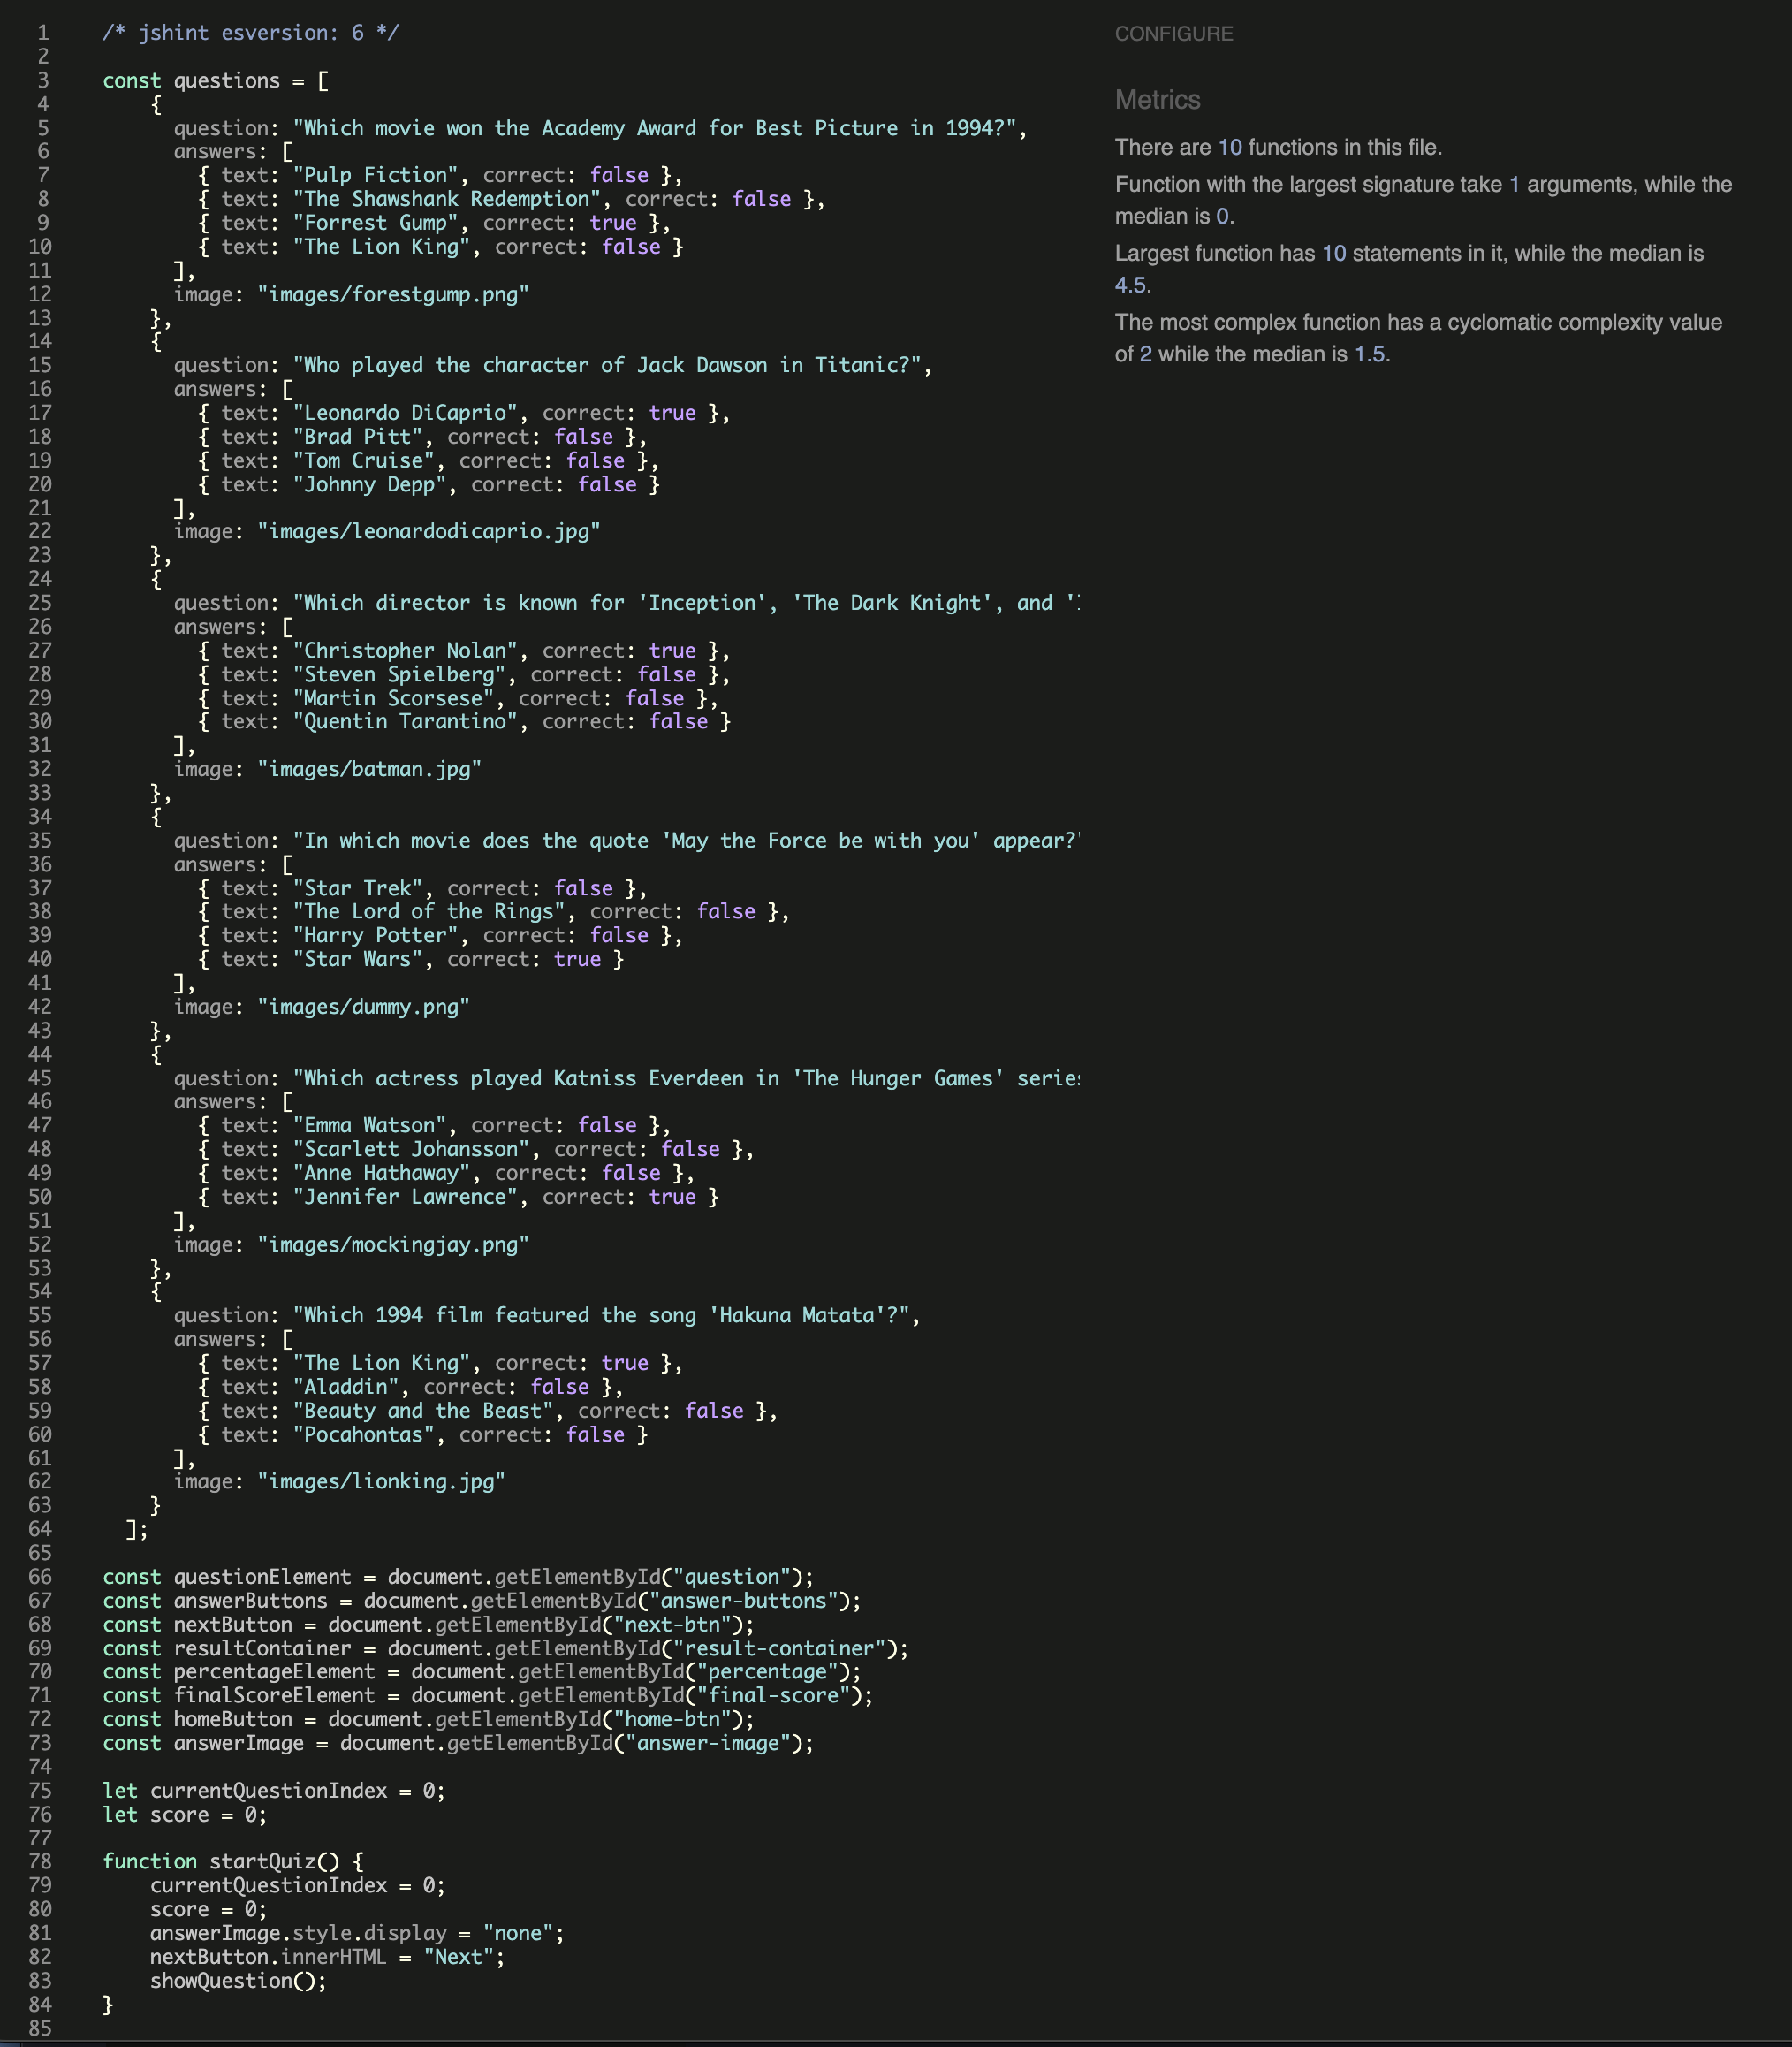 1 /* jshint esversion: 6 */
2
3 const questions = [
4 {
5 question: "Which movie won the Academy Award for Best Picture in 1994?",
6 answers: [
7 { text: "Pulp Fiction", correct: false },
8 { text: "The Shawshank Redemption", correct: false },
9 { text: "Forrest Gump", correct: true },
10 { text: "The Lion King", correct: false }
11 ],
12 image: "images/forestgump.png"
13 },
14 {
15 question: "Who played the character of Jack Dawson in Titanic?",
16 answers: [
17 { text: "Leonardo DiCaprio", correct: true },
18 { text: "Brad Pitt", correct: false },
19 { text: "Tom Cruise", correct: false },
20 { text: "Johnny Depp", correct: false }
21 ],
22 image: "images/leonardodicaprio.jpg"
23 },
24 {
25 question: "Which director is known for 'Inception', 'The Dark Knight', and '
26 answers: [
27 { text: "Christopher Nolan", correct: true },
28 { text: "Steven Spielberg", correct: false },
29 { text: "Martin Scorsese", correct: false },
30 { text: "Quentin Tarantino", correct: false }
31 ],
32 image: "images/batman.jpg"
33 },
34 {
35 question: "In which movie does the quote 'May the Force be with you' appear?"
36 answers: [
37 { text: "Star Trek", correct: false },
38 { text: "The Lord of the Rings", correct: false },
39 { text: "Harry Potter", correct: false },
40 { text: "Star Wars", correct: true }
41 ],
42 image: "images/dummy.png"
43 },
44 {
45 question: "Which actress played Katniss Everdeen in 'The Hunger Games' series
46 answers: [
47 { text: "Emma Watson", correct: false },
48 { text: "Scarlett Johansson", correct: false },
49 { text: "Anne Hathaway", correct: false },
50 { text: "Jennifer Lawrence", correct: true }
51 ],
52 image: "images/mockingjay.png"
53 },
54 {
55 question: "Which 1994 film featured the song 'Hakuna Matata'?",
56 answers: [
57 { text: "The Lion King", correct: true },
58 { text: "Aladdin", correct: false },
59 { text: "Beauty and the Beast", correct: false },
60 { text: "Pocahontas", correct: false }
61 ],
62 image: "images/lionking.jpg"
63 }
64 ];
65
66 const questionElement = document.getElementById("question");
67 const answerButtons = document.getElementById("answer-buttons");
68 const nextButton = document.getElementById("next-btn");
69 const resultContainer = document.getElementById("result-container");
70 const percentageElement = document.getElementById("percentage");
71 const finalScoreElement = document.getElementById("final-score");
72 const homeButton = document.getElementById("home-btn");
73 const answerImage = document.getElementById("answer-image");
74
75 let currentQuestionIndex = 0;
76 let score = 0;
77
78 function startQuiz() {
79 currentQuestionIndex = 0;
80 score = 0;
81 answerImage.style.display = "none";
82 nextButton.innerHTML = "Next";
83 showQuestion();
84 }
85
CONFIGURE
Metrics
There are 10 functions in this file.
Function with the largest signature take 1 arguments, while the
median is 0.
Largest function has 10 statements in it, while the median is
4.5.
The most complex function has a cyclomatic complexity value
of 2 while the median is 1.5.